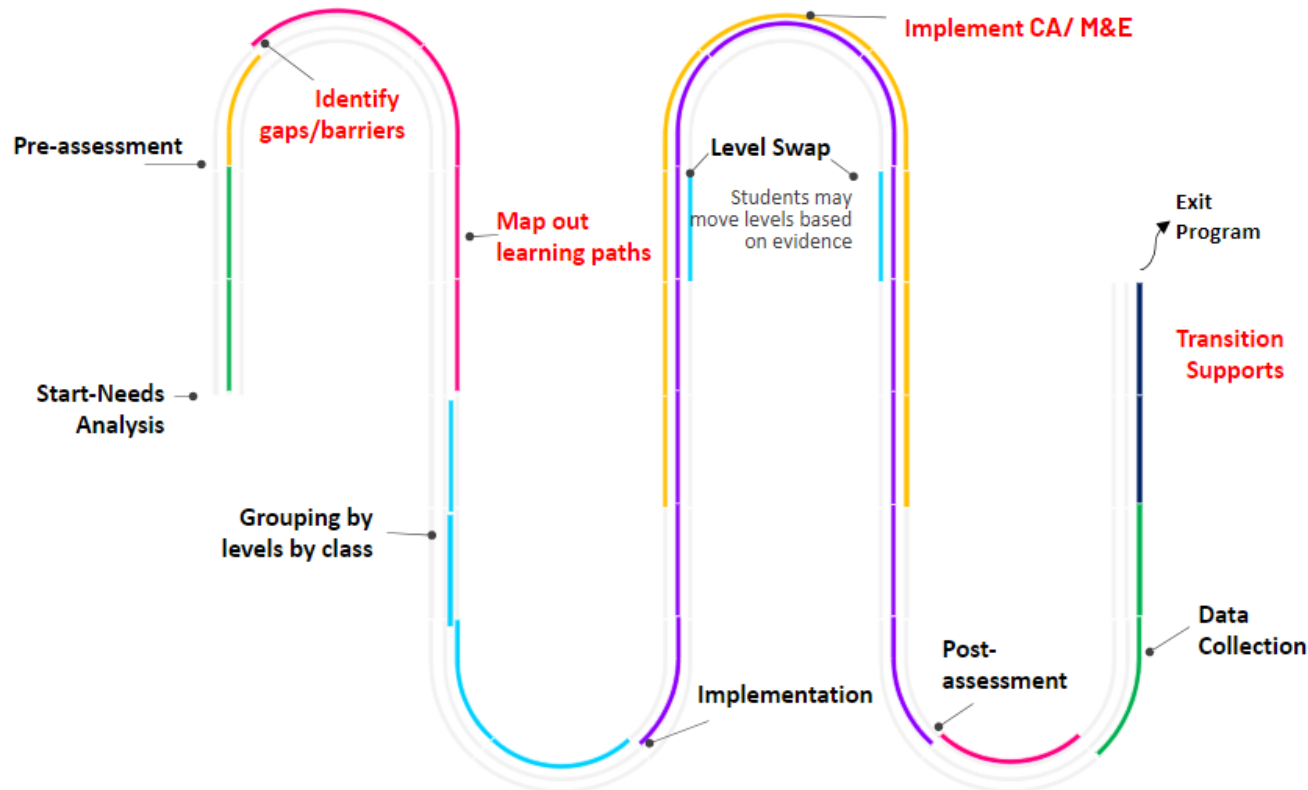 Start-Needs
Analysis
Pre-assessment
Identify
gaps/barriers
Map out
learning paths
Grouping by
levels by class
Implementation
Implement CA/ M&E
Level Swap
Students may
move levels based
on evidence
Post-
assessment
Data
Collection
Transition
Supports
Exit
Program